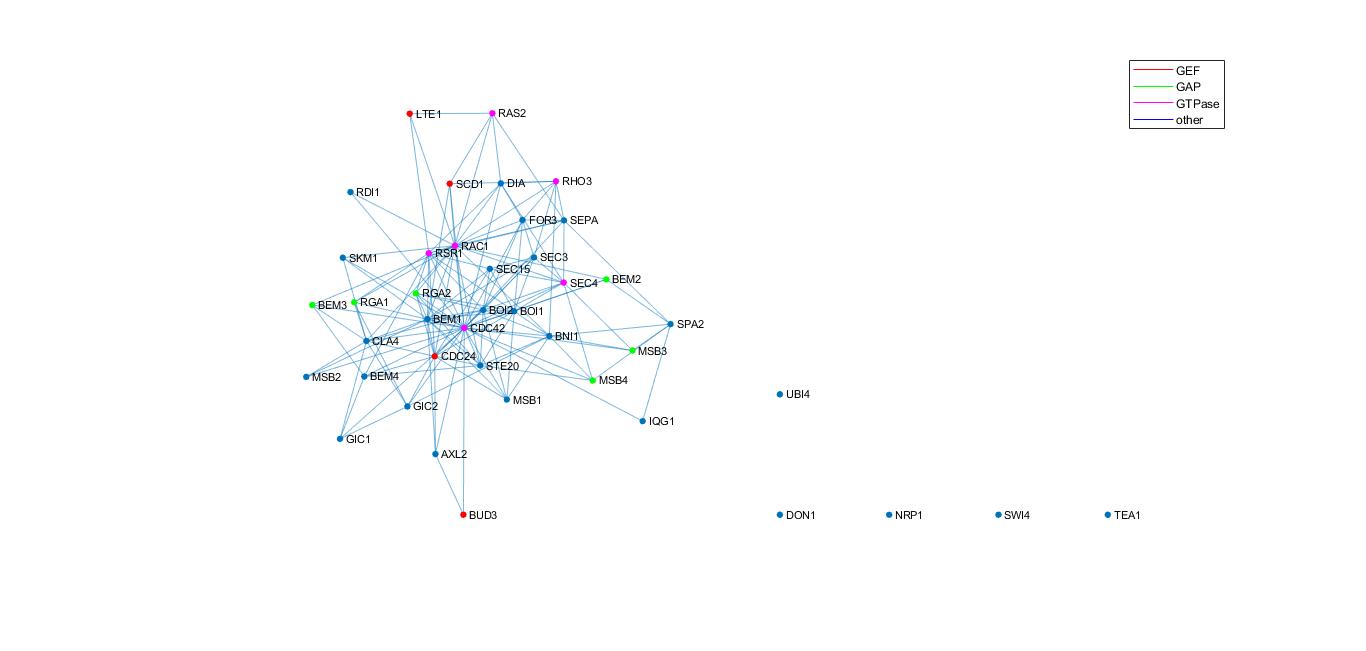 GEF
GAP
GTPase
other
LTE1
RAS2
SCD1
DIA
RHO3
RDI1
FOR3
SEPA
RAC1
RSR1
SKM1
SEC3
SEC15
SEC4
BEM2
RGA2
RGA1
BEM3
BOI2
BOI1
BEM1
CDC42
SPA2
BNI1
CLA4
MSB3
CDC24
STE20
MSB2
BEM4
MSB4
UBI4
MSB1
GIC2
IQG1
GIC1
AXL2
BUD3
DON1
NRP1
SWI4
TEA1